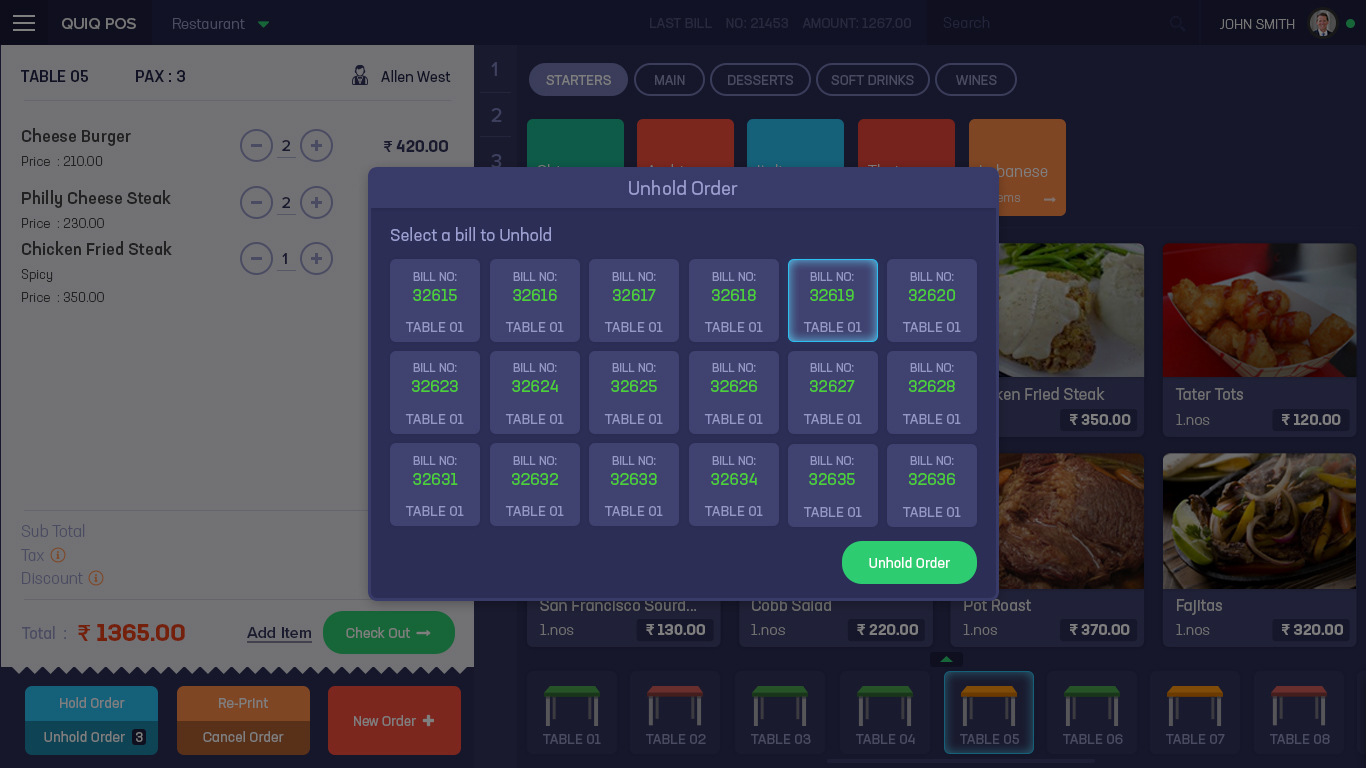 QUIQ POS
Restaurant
LAST BILL NO: 21453 AMOUNT: 1267.00
Search
JOHN SMITH
TABLE 05
PAX : 3
Allen West
Cheese Burger
Price : 210.00
2
₹ 420.00
Philly Cheese Steak
Price : 230.00
2
Chicken Fried Steak
Spicy
Price : 350.00
1
Sub Total
Tax
Discount
Total : ₹ 1365.00
Add Item
Check Out
Hold Order
Unhold Order 3
Re-Print
Cancel Order
New Order
1
2
3
STARTERS
MAIN
DESSERTS
SOFT DRINKS
WINES
Unhold Order
Select a bill to Unhold
BILL NO:
32615
TABLE 01
BILL NO:
32616
TABLE 01
BILL NO:
32617
TABLE 01
BILL NO:
32618
TABLE 01
BILL NO:
32619
TABLE 01
BILL NO:
32620
TABLE 01
BILL NO:
32623
TABLE 01
BILL NO:
32624
TABLE 01
BILL NO:
32625
TABLE 01
BILL NO:
32626
TABLE 01
BILL NO:
32627
TABLE 01
BILL NO:
32628
TABLE 01
BILL NO:
32631
TABLE 01
BILL NO:
32632
TABLE 01
BILL NO:
32633
TABLE 01
BILL NO:
32634
TABLE 01
BILL NO:
32635
TABLE 01
BILL NO:
32636
TABLE 01
Unhold Order
Fried Steak
₹ 350.00
Tater Tots
1.nos
₹ 120.00
San Francisco Sourd...
1.nos
₹ 130.00
Cobb Salad
1.nos
₹ 220.00
Pot Roast
1.nos
₹ 370.00
Fajitas
1.nos
₹ 320.00
TABLE 01
TABLE 02
TABLE 03
TABLE 04
TABLE 05
TABLE 06
TABLE 07
TABLE 08